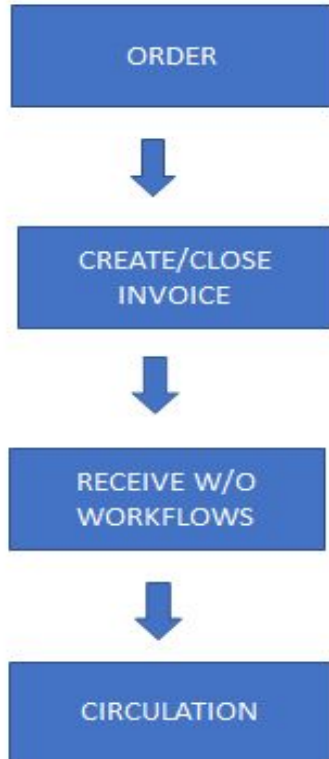 ORDER
CREATE/CLOSE
INVOICE
RECEIVE W/O
WORKFLOWS
CIRCULATION